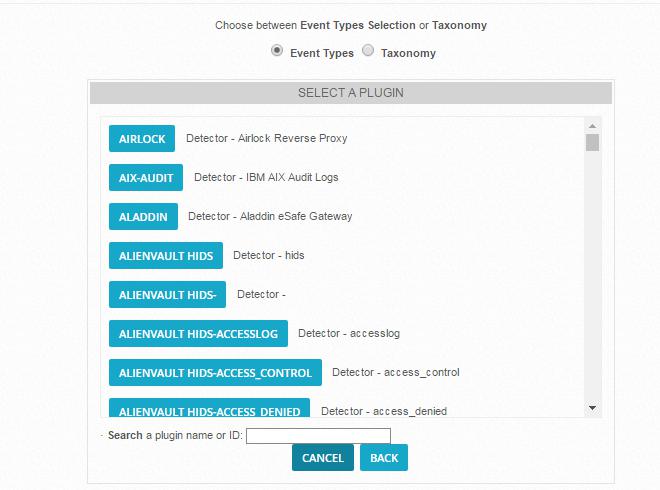 Choose between Event Types Selection or Taxonomy
Event Types Taxonomy
SELECT A PLUGIN
AIRLOCK Detector - Airlock Reverse Proxy
AIX-AUDIT Detector - IBM AIX Audit Logs
ALADDIN Detector - Aladdin eSafe Gateway
ALIENVAULT HIDS Detector - hids
ALIENVAULT HIDS- Detector -
ALIENVAULT HIDS-ACCESSLOG Detector - accesslog
ALIENVAULT HIDS-ACCESS_CONTROL Detector - access_control
ALIENVAULT HIDS-ACCESS_DENIED Detector - access_denied
· Search a plugin name or ID:
CANCEL BACK